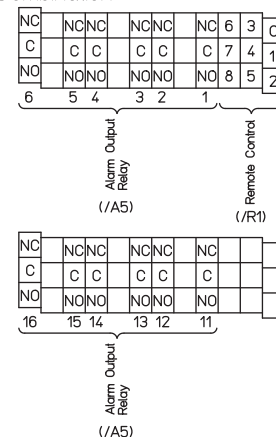 NC NC NC NC NC NC 6 3 0
C C C C C C 7 4 1
NO NO NO NO NO NO 8 5 2
6 5 4 3 2 1
Alarm Output
Relay
(/A5)
Remote Control
(/R1)
NC NC NC NC NC NC
C C C C C C
NO NO NO NO NO NO
16 15 14 13 12 11
Alarm Output
Relay
(/A5)